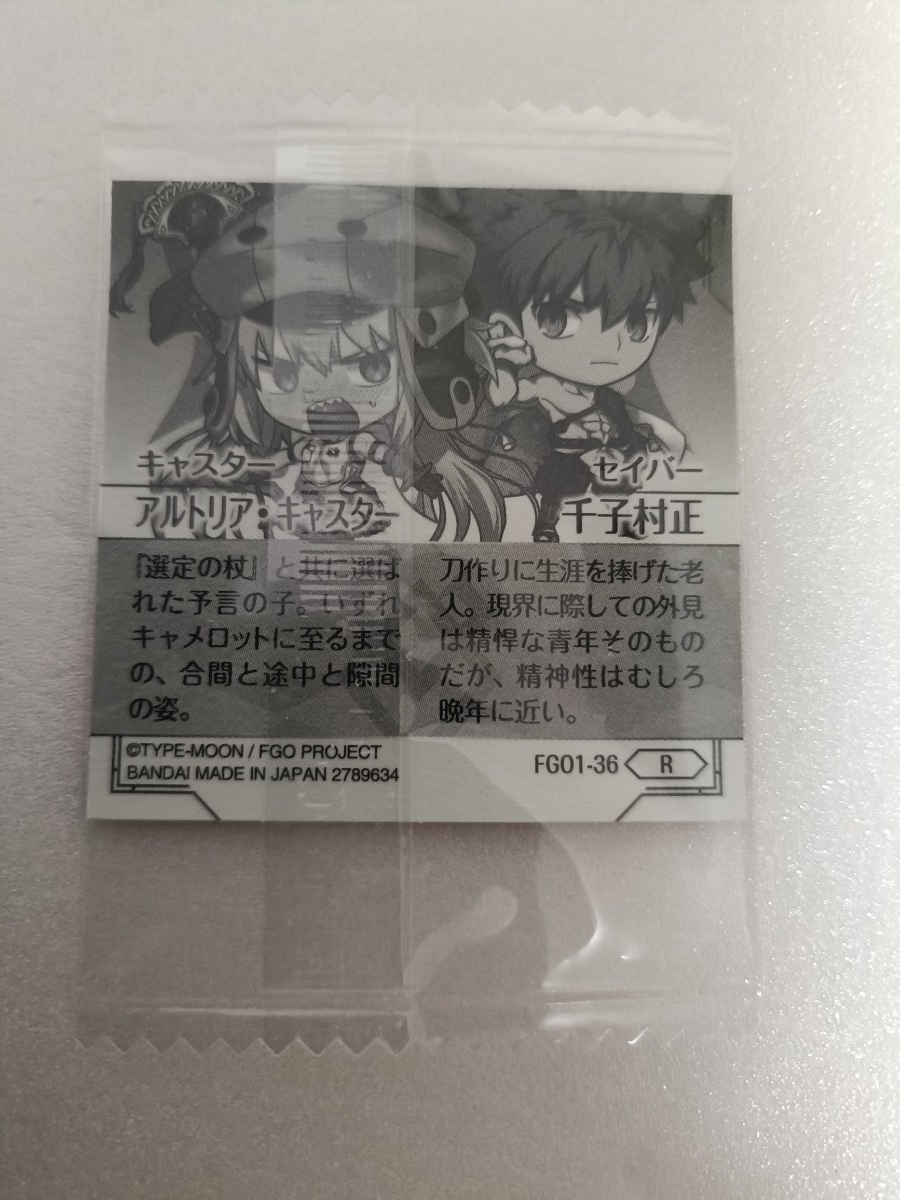 キャスター
アルトリア・キャスター
『選定の杖』と共に選ば
れた予言の子。いずれ
キャメロットに至るまで
の、合間と途中と隙間
の姿。
セイバー
千子村正
刀作りに生涯を捧げた老
人。現界に際しての外見
は精悍な青年そのもの
だが、精神性はむしろ
晩年に近い。
©TYPE-MOON / FGO PROJECT
BANDAI MADE IN JAPAN 2789634
FGO1-36 R